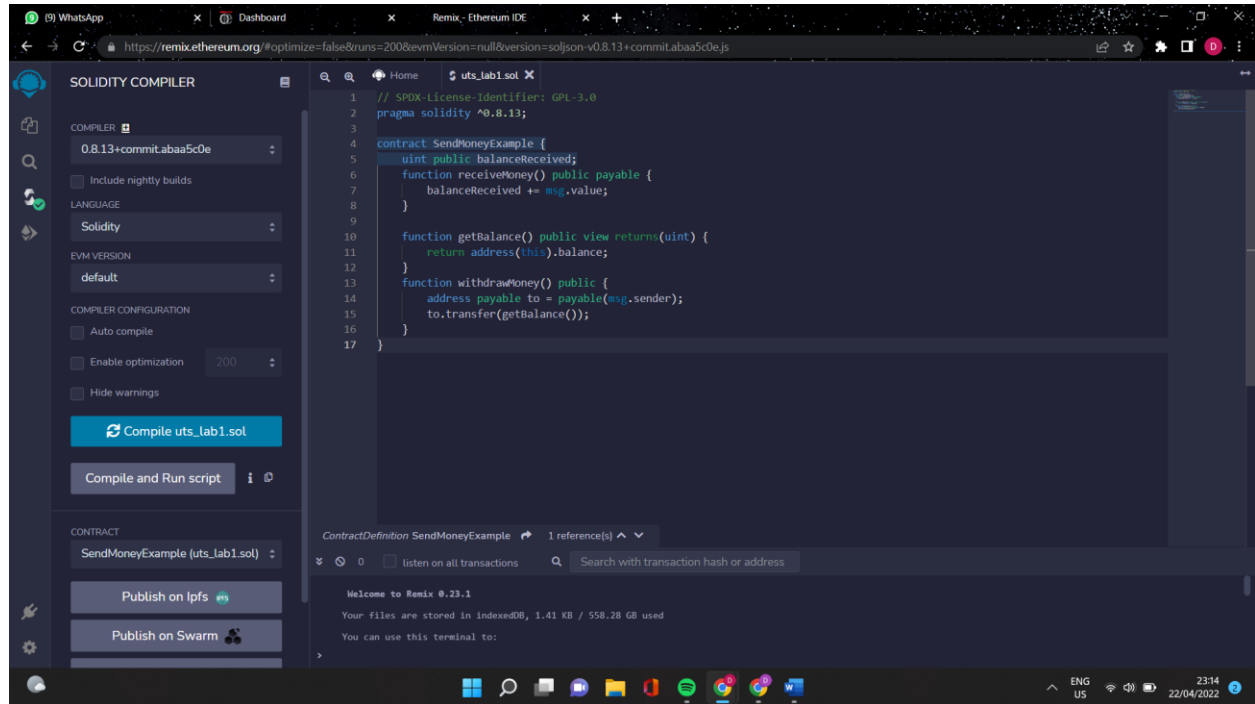 (9) WhatsApp
Dashboard
Remix - Ethereum IDE
https://remix.ethereum.org/#optimize=false&runs=200&evmVersion=null&version=soljson-v0.8.13+commit.abaa5c0e.js
SOLIDITY COMPILER
COMPILER
0.8.13+commit.abaa5c0e
Include nightly builds
LANGUAGE
Solidity
EVM VERSION
default
COMPILER CONFIGURATION
Auto compile
Enable optimization 200
Hide warnings
Compile uts_lab1.sol
Compile and Run script
CONTRACT
SendMoneyExample (uts_lab1.sol)
Publish on Ipfs
Publish on Swarm
Home uts_lab1.sol
1 // SPDX-License-Identifier: GPL-3.0
2 pragma solidity ^0.8.13;
3
4 contract SendMoneyExample {
5 uint public balanceReceived;
6 function receiveMoney() public payable {
7 balanceReceived += msg.value;
8 }
9
10 function getBalance() public view returns(uint) {
11 return address(this).balance;
12 }
13 function withdrawMoney() public {
14 address payable to = payable(msg.sender);
15 to.transfer(getBalance());
16 }
17 }
ContractDefinition SendMoneyExample 1 reference(s)
0 listen on all transactions Search with transaction hash or address
Welcome to Remix 0.23.1
Your files are stored in indexedDB, 1.41 KB / 558.28 GB used
You can use this terminal to:
>
ENG
US
23:14
22/04/2022
2